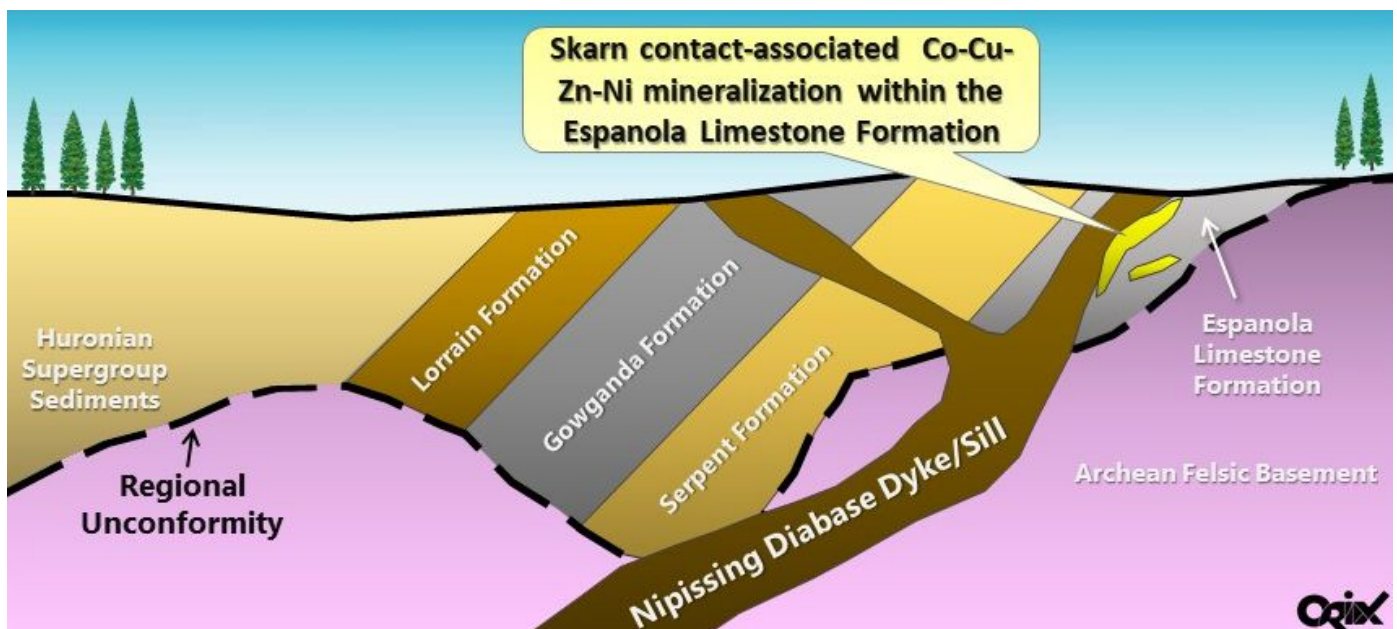 Skarn contact-associated Co-Cu-
Zn-Ni mineralization within the
Espanola Limestone Formation
Huronian
Supergroup
Sediments
Lorrain Formation
Gowganda Formation
Serpent Formation
Espanola
Limestone
Formation
Regional
Unconformity
Nipissing Diabase Dyke/Sill
Archean Felsic Basement
Orix